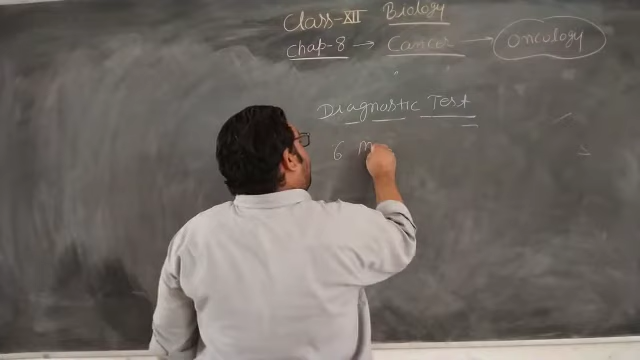 Class-XII Biology
Chap-8 → Cancer → Oncology
Diagnostic Test
6 M